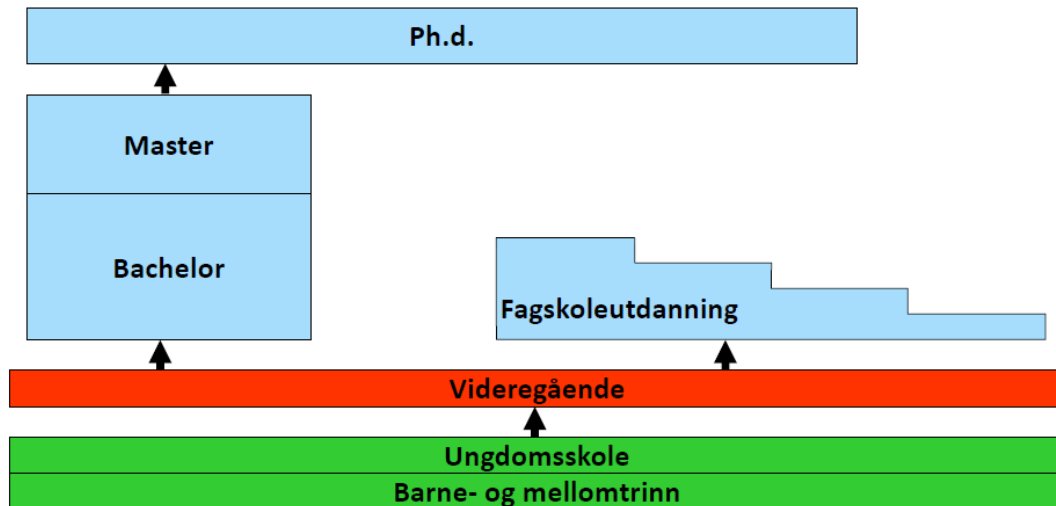 Ph.d.
Master
Bachelor
Fagskoleutdanning
Videregående
Ungdomsskole
Barne- og mellomtrinn